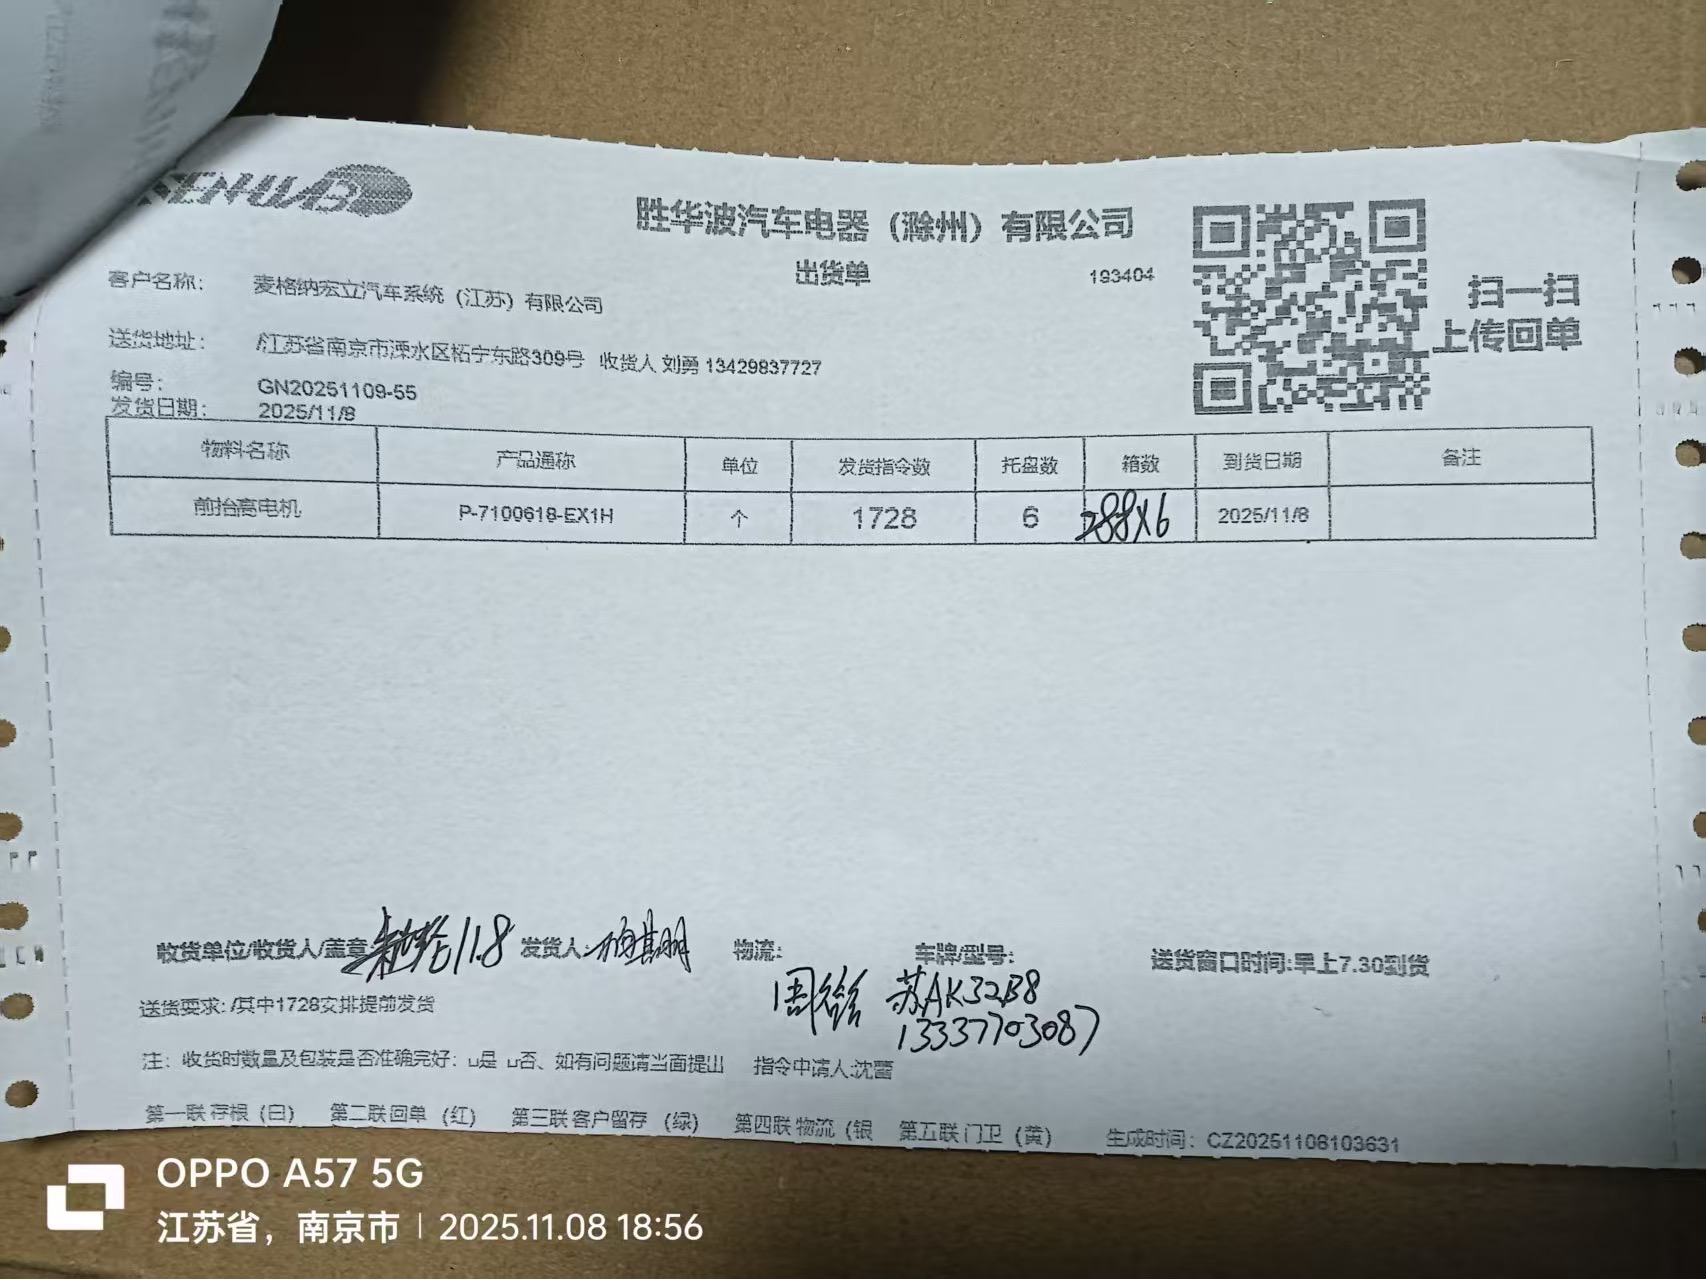 胜华波汽车电器（滁州）有限公司
出货单
193404
扫一扫
上传回单
客户名称： 麦格纳宏立汽车系统（江苏）有限公司
送货地址： /江苏省南京市溧水区柘宁东路309号 收货人 刘勇 13429837727
编号： GN20251109-55
发货日期： 2025/11/8
物料名称 产品通称 单位 发货指令数 托盘数 箱数 到货日期 备注
前抬高电机 P-7100618-EX1H 个 1728 6 288X6 2025/11/8
收货单位/收货人/盖章: 11.8 发货人: 物流: 车牌/型号: 送货窗口时间:早上7.30到货
周 苏AK32B8
13337703087
送货要求: /其中1728安排提前发货
注：收货时数量及包装是否准确完好：□是 □否、如有问题请当面提出 指令申请人:沈蕾
第一联 存根（白） 第二联 回单（红） 第三联 客户留存（绿） 第四联 物流（银 第五联 门卫（黄） 生成时间：CZ20251108103631
OPPO A57 5G
江苏省，南京市 | 2025.11.08 18:56